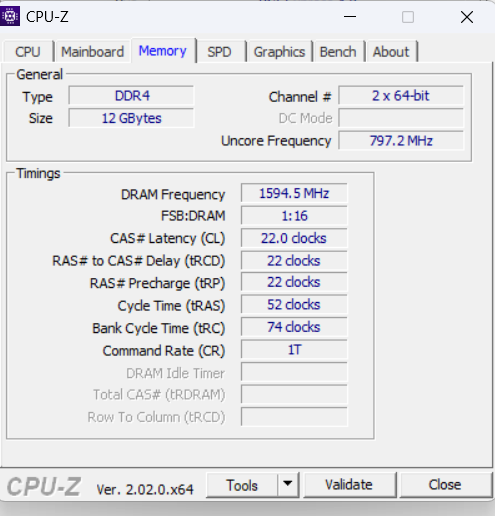 CPU-Z
CPU Mainboard Memory SPD Graphics Bench About
General
Type DDR4 Channel # 2 x 64-bit
Size 12 GBytes DC Mode
Uncore Frequency 797.2 MHz
Timings
DRAM Frequency 1594.5 MHz
FSB:DRAM 1:16
CAS# Latency (CL) 22.0 clocks
RAS# to CAS# Delay (tRCD) 22 clocks
RAS# Precharge (tRP) 22 clocks
Cycle Time (tRAS) 52 clocks
Bank Cycle Time (tRC) 74 clocks
Command Rate (CR) 1T
DRAM Idle Timer
Total CAS# (tRDRAM)
Row To Column (tRCD)
CPU-Z Ver. 2.02.0.x64 Tools Validate Close